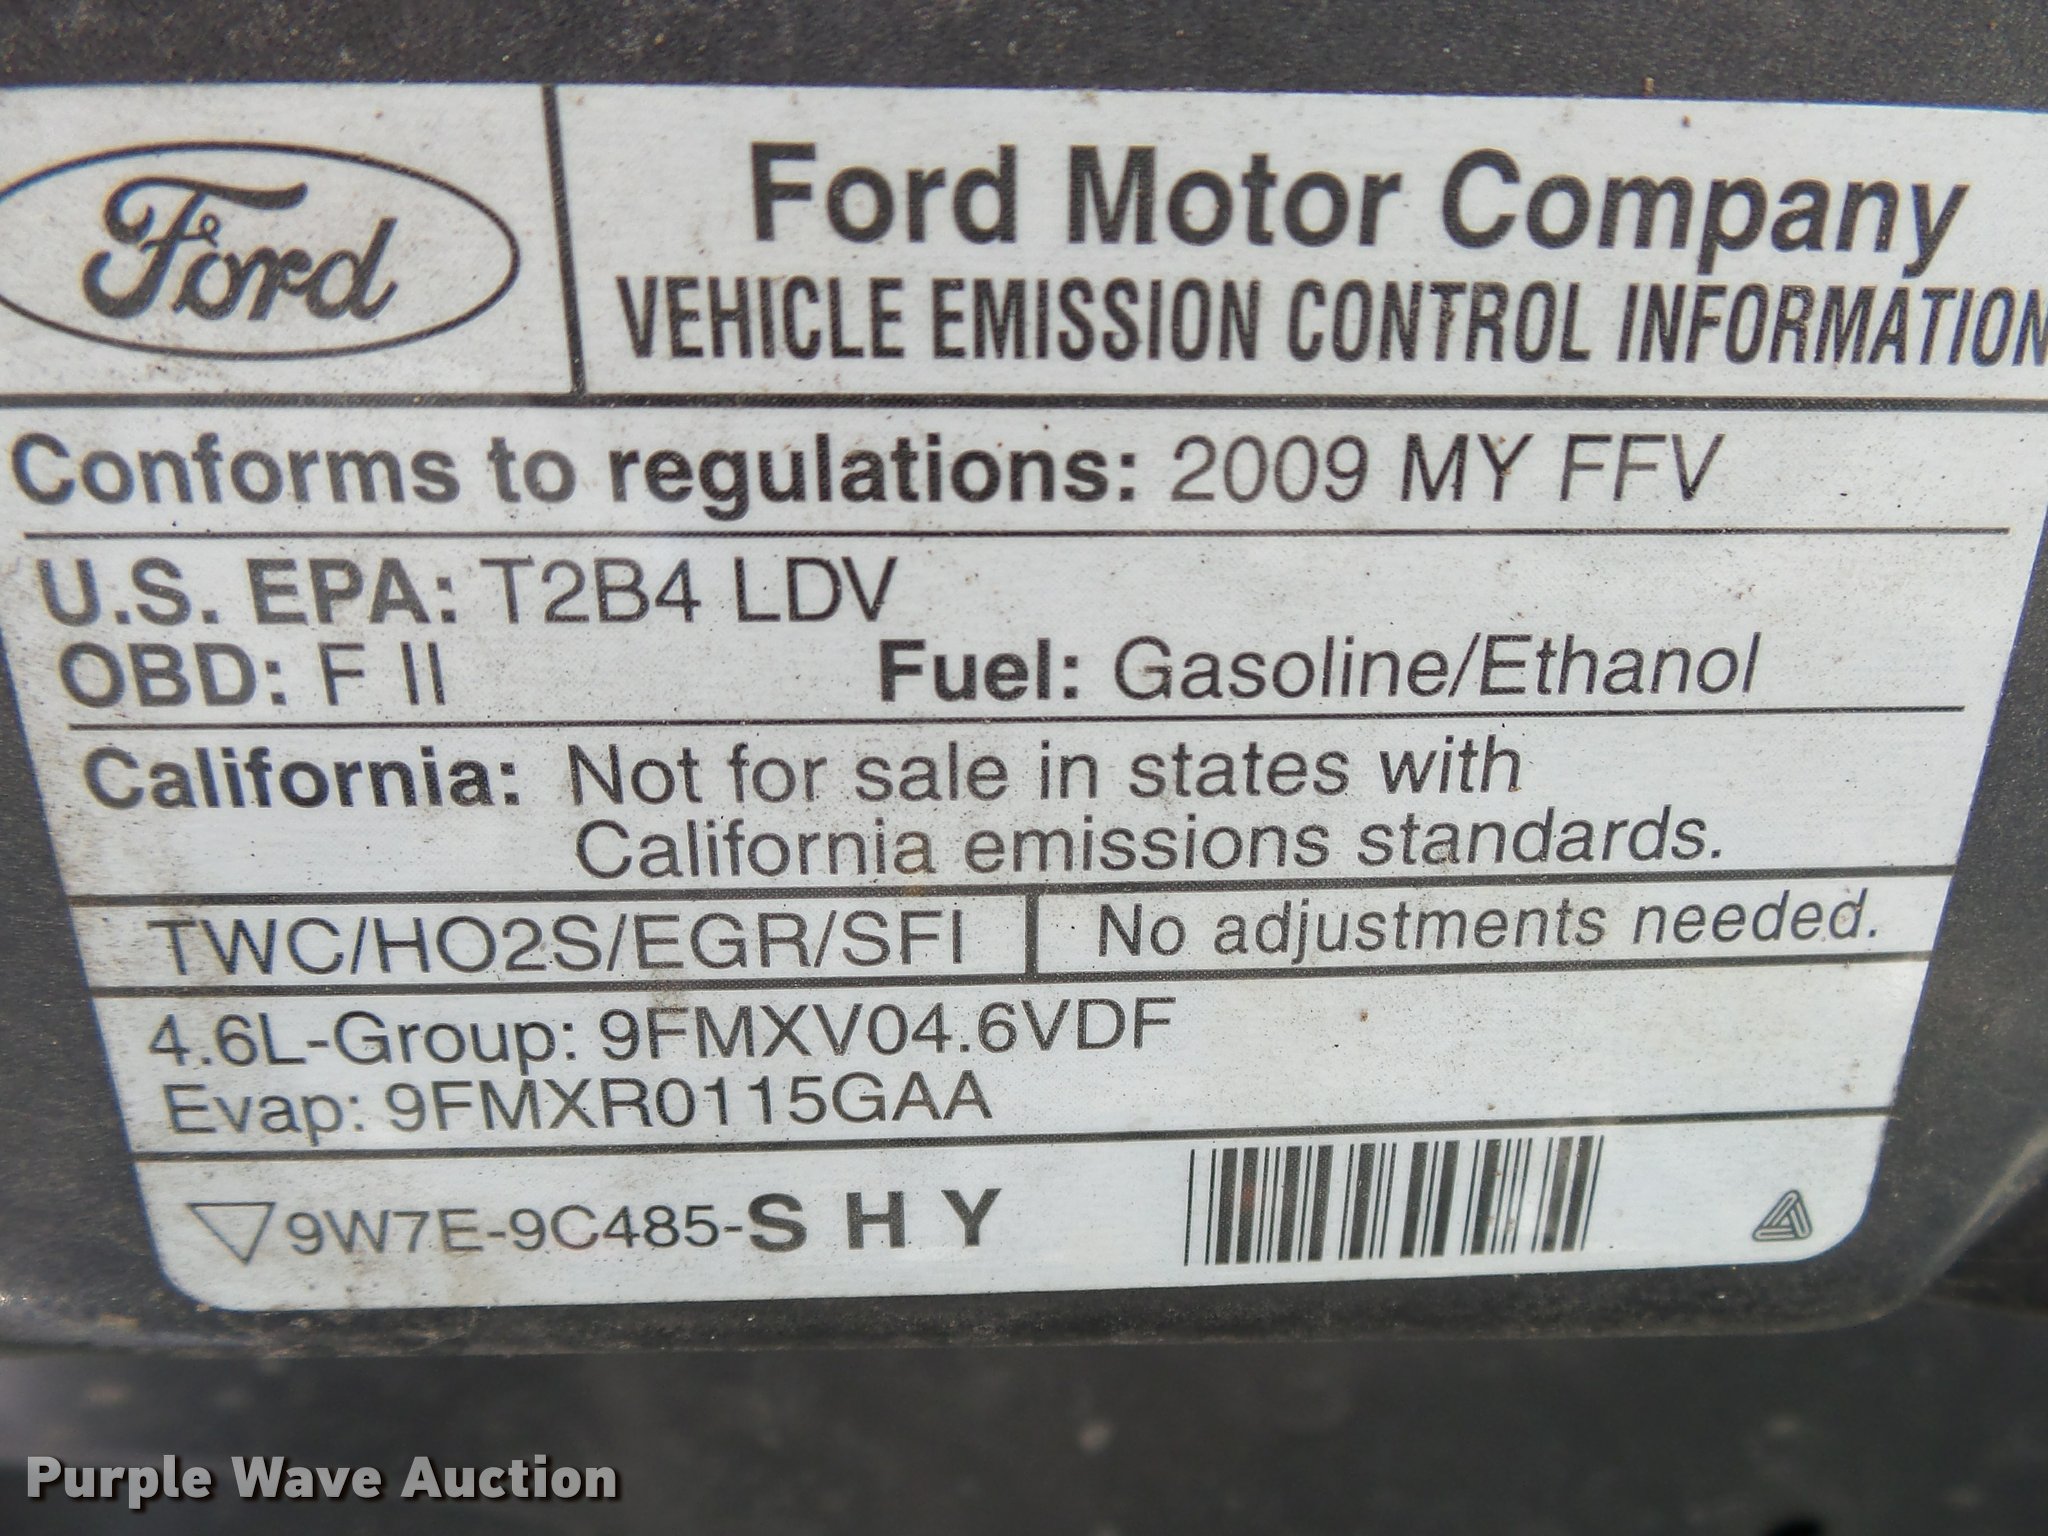 Ford
Ford Motor Company
VEHICLE EMISSION CONTROL INFORMATION
Conforms to regulations: 2009 MY FFV
U.S. EPA: T2B4 LDV
OBD: F II Fuel: Gasoline/Ethanol
California: Not for sale in states with
California emissions standards.
TWC/HO2S/EGR/SFI No adjustments needed.
4.6L-Group: 9FMXV04.6VDF
Evap: 9FMXR0115GAA
9W7E-9C485-S H Y
Purple Wave Auction